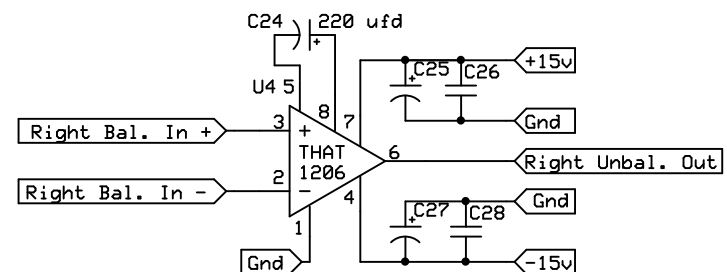 C24
220 ufd
+
U4 5
8
7
+
C25
C26
+15v
Gnd
Right Bal. In +
3
+
THAT
1206
6
Right Unbal. Out
Right Bal. In -
2
-
1
4
Gnd
+
C27
C28
Gnd
-15v